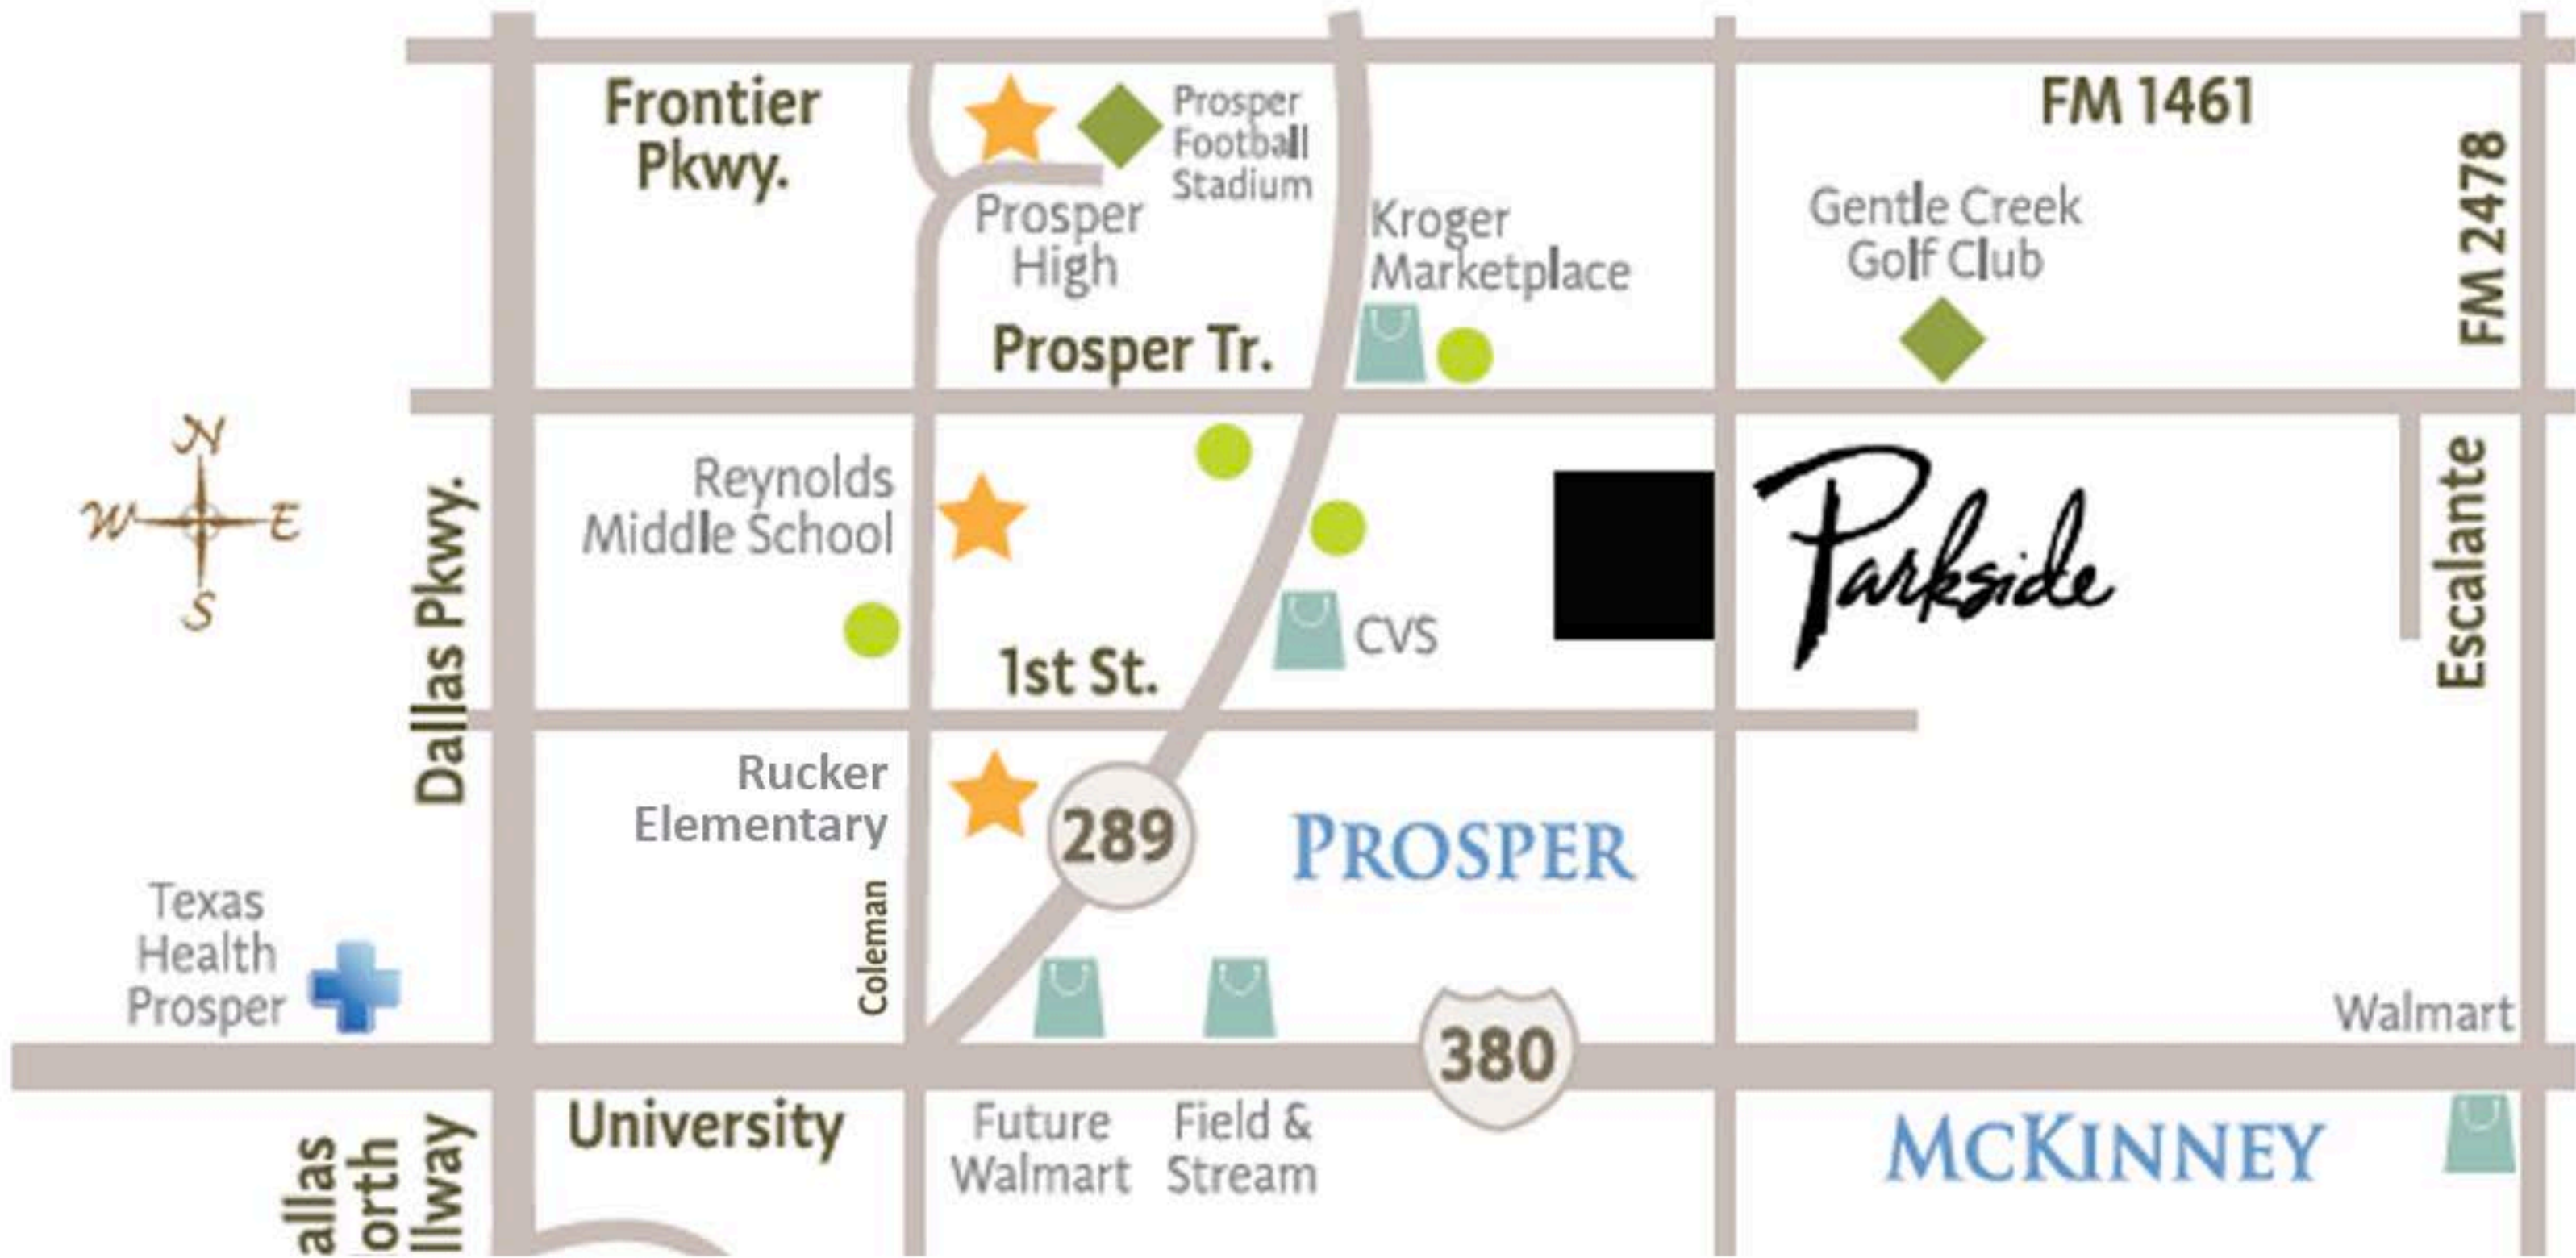 Frontier
Pkwy.
Prosper
Football
Stadium
FM 1461
FM 2478
Prosper
High
Kroger
Marketplace
Gentle Creek
Golf Club
Prosper Tr.
N
W
E
S
Dallas Pkwy.
Reynolds
Middle School
Parkside
Escalante
CVS
1st St.
Rucker
Elementary
289
PROSPER
Coleman
Texas
Health
Prosper
380
Walmart
University
Future
Walmart
Field &
Stream
MCKINNEY
allas
orth
llway